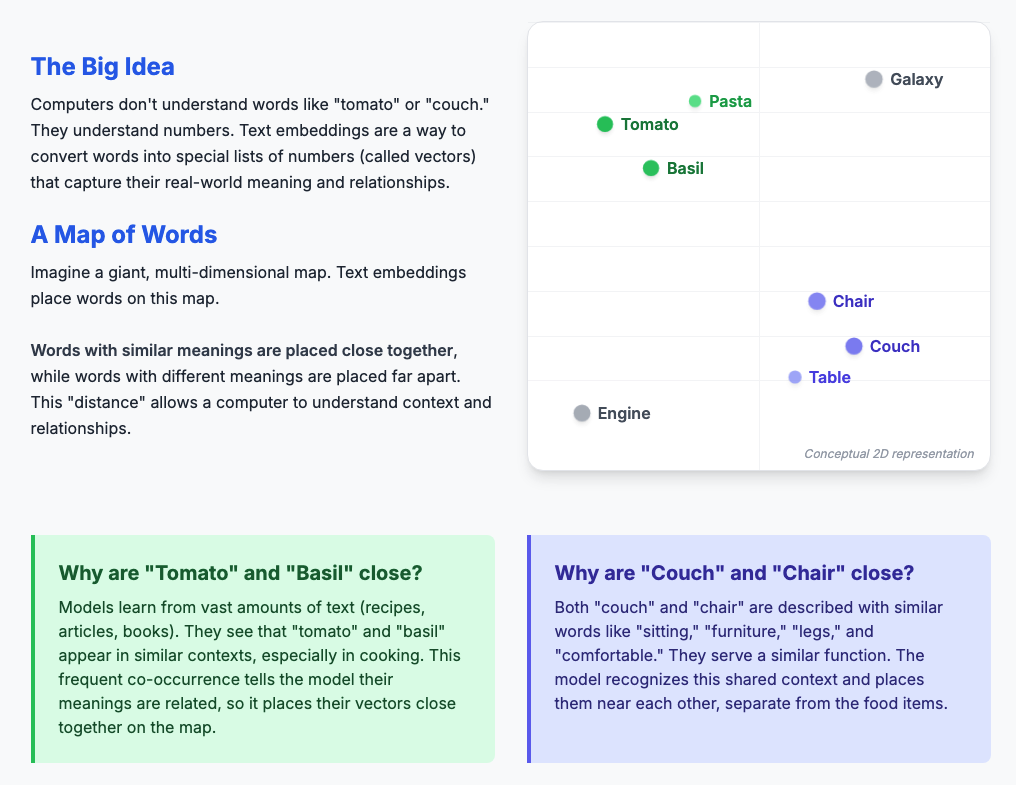 The Big Idea
Computers don't understand words like "tomato" or "couch."
They understand numbers. Text embeddings are a way to
convert words into special lists of numbers (called vectors)
that capture their real-world meaning and relationships.
A Map of Words
Imagine a giant, multi-dimensional map. Text embeddings
place words on this map.
Words with similar meanings are placed close together,
while words with different meanings are placed far apart.
This "distance" allows a computer to understand context and
relationships.
Galaxy
Pasta
Tomato
Basil
Chair
Couch
Table
Engine
Conceptual 2D representation
Why are "Tomato" and "Basil" close?
Models learn from vast amounts of text (recipes,
articles, books). They see that "tomato" and "basil"
appear in similar contexts, especially in cooking. This
frequent co-occurrence tells the model their
meanings are related, so it places their vectors close
together on the map.
Why are "Couch" and "Chair" close?
Both "couch" and "chair" are described with similar
words like "sitting," "furniture," "legs," and
"comfortable." They serve a similar function. The
model recognizes this shared context and places
them near each other, separate from the food items.